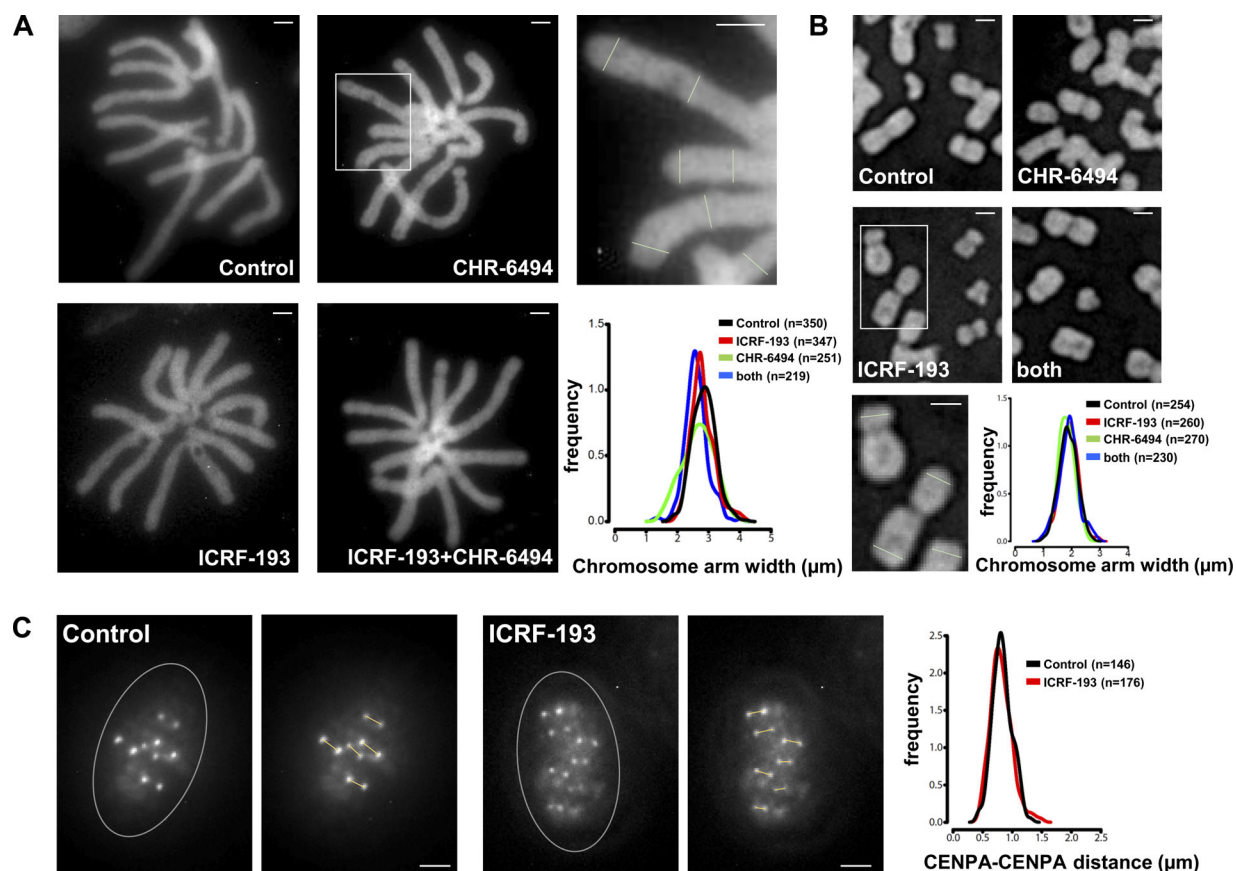 A
B
Control
CHR-6494
Control
CHR-6494
ICRF-193
both
ICRF-193
ICRF-193+CHR-6494
frequency
1.5
1.0
0.5
0.0
0 1 2 3 4 5
Chromosome arm width (µm)
Control (n=350)
ICRF-193 (n=347)
CHR-6494 (n=251)
both (n=219)
frequency
1.5
1.0
0.5
0.0
0 1 2 3 4
Chromosome arm width (µm)
Control (n=254)
ICRF-193 (n=260)
CHR-6494 (n=270)
both (n=230)
C
Control
ICRF-193
frequency
2.5
2.0
1.5
1.0
0.5
0.0
0.0 0.5 1.0 1.5 2.0 2.5
CENPA-CENPA distance (µm)
Control (n=146)
ICRF-193 (n=176)